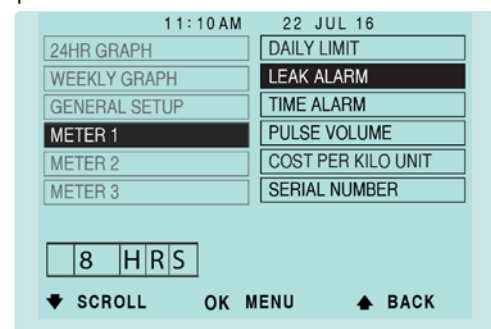 11:10 AM 22 JUL 16
24HR GRAPH DAILY LIMIT
WEEKLY GRAPH LEAK ALARM
GENERAL SETUP TIME ALARM
METER 1 PULSE VOLUME
METER 2 COST PER KILO UNIT
METER 3 SERIAL NUMBER
8 HRS
SCROLL OK MENU BACK